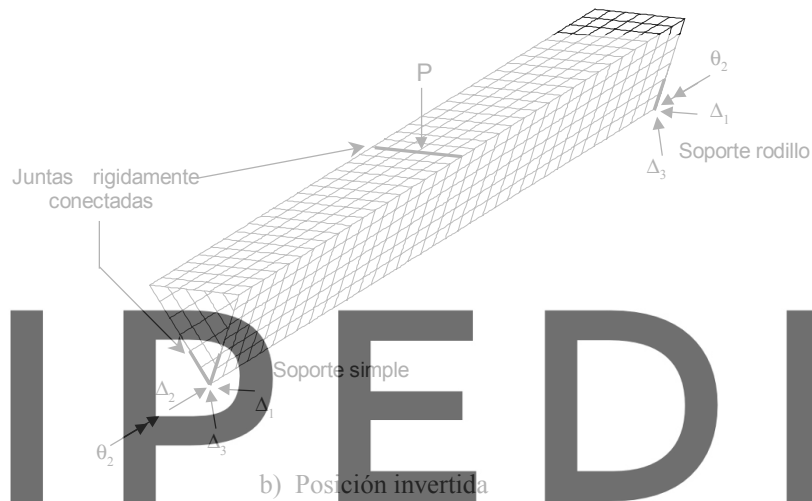 P
θ2
Δ1
Soporte rodillo
Δ3
Juntas rigidamente
conectadas
Soporte simple
Δ2
Δ1
Δ3
θ2
b) Posición invertida
IPEDI